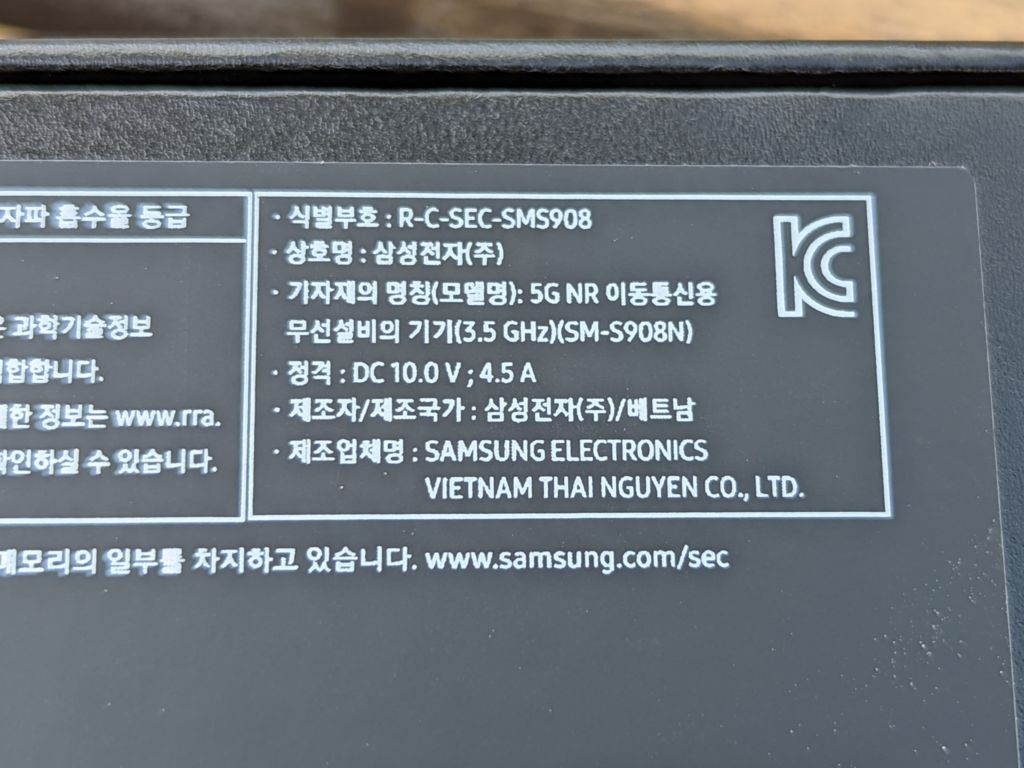 자파 흡수율 등급
과학기술정보
합합니다.
한 정보는 www.rra.
확인하실 수 있습니다.
· 식별부호 : R-C-SEC-SMS908
· 상호명 : 삼성전자(주)
· 기자재의 명칭(모델명): 5G NR 이동통신용
무선설비의 기기(3.5 GHz)(SM-S908N)
· 정격 : DC 10.0 V ; 4.5 A
· 제조자/제조국가 : 삼성전자(주)/베트남
· 제조업체명 : SAMSUNG ELECTRONICS
VIETNAM THAI NGUYEN CO., LTD.
메모리의 일부를 차지하고 있습니다. www.samsung.com/sec